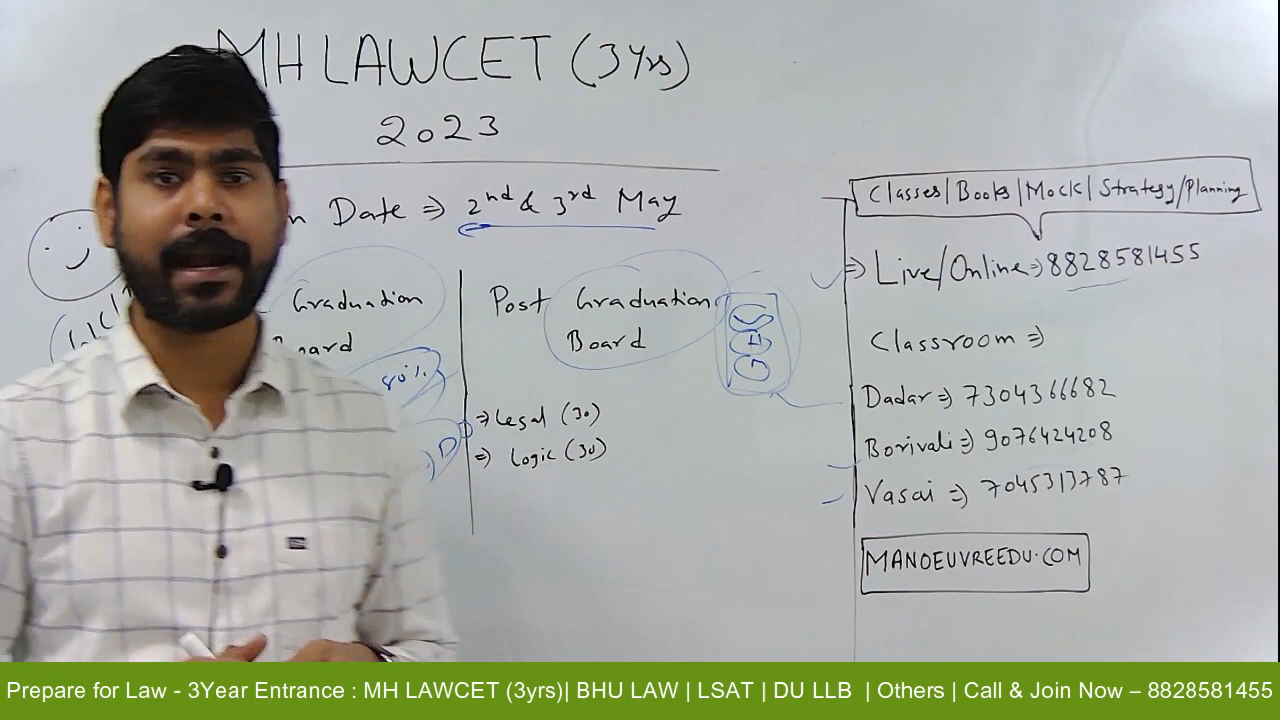 MH LAWCET (3Yrs)
2023
Date ⇒ 2nd & 3rd May
Graduation
80%
D
Post Graduation
Board
⇒ Legal (30)
⇒ Logic (30)
Classes|Books|Mock|Strategy/Planning
⇒ Live/Online ⇒ 8828581455
Classroom ⇒
Dadar ⇒ 7304366682
Borivali ⇒ 9076424208
Vasai ⇒ 7045313787
MANOEUVREEDU.COM
Prepare for Law - 3Year Entrance : MH LAWCET (3yrs)| BHU LAW | LSAT | DU LLB | Others | Call & Join Now – 8828581455